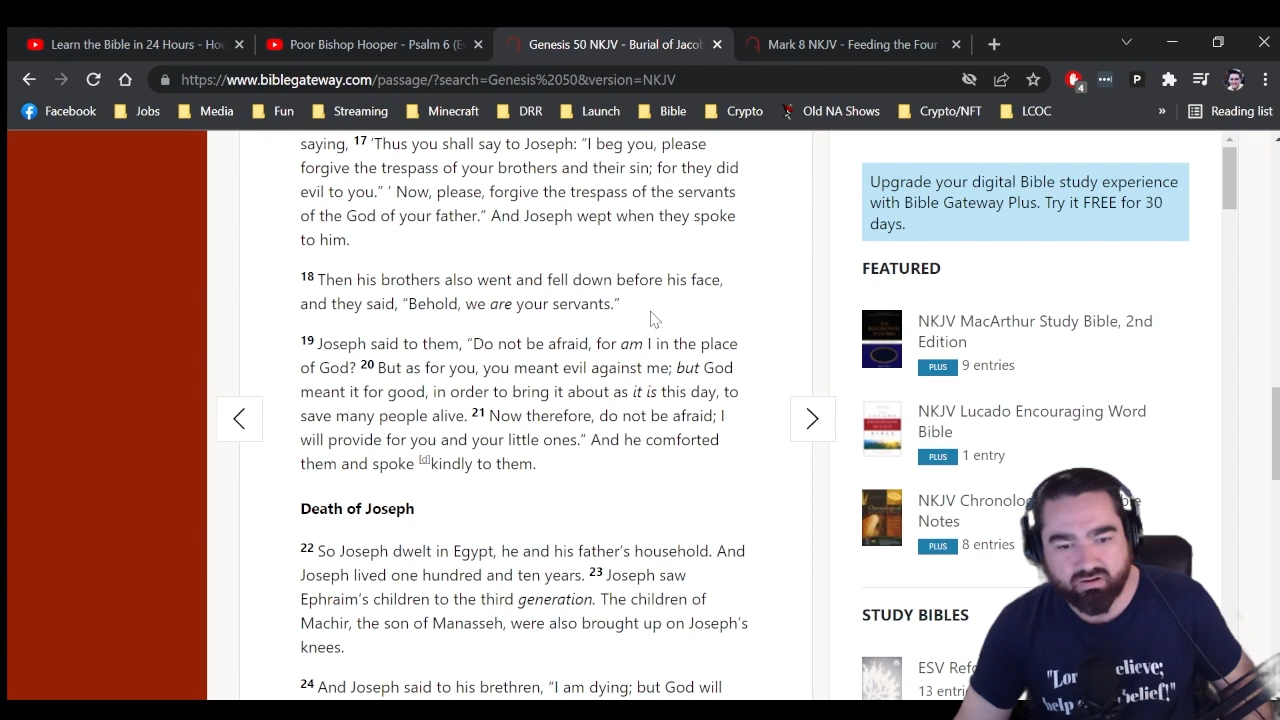 Learn the Bible in 24 Hours - Hou
Poor Bishop Hooper - Psalm 6 (E
Genesis 50 NKJV - Burial of Jacob
Mark 8 NKJV - Feeding the Four
https://www.biblegateway.com/passage/?search=Genesis%2050&version=NKJV
4
P
Facebook
Jobs
Media
Fun
Streaming
Minecraft
DRR
Launch
Bible
Crypto
Old NA Shows
Crypto/NFT
LCOC
»
Reading list
saying, 17 ‘Thus you shall say to Joseph: “I beg you, please
forgive the trespass of your brothers and their sin; for they did
evil to you.” ’ Now, please, forgive the trespass of the servants
of the God of your father.” And Joseph wept when they spoke
to him.
18 Then his brothers also went and fell down before his face,
and they said, “Behold, we are your servants.”
19 Joseph said to them, “Do not be afraid, for am I in the place
of God? 20 But as for you, you meant evil against me; but God
meant it for good, in order to bring it about as it is this day, to
save many people alive. 21 Now therefore, do not be afraid; I
will provide for you and your little ones.” And he comforted
them and spoke [d]kindly to them.
Death of Joseph
22 So Joseph dwelt in Egypt, he and his father’s household. And
Joseph lived one hundred and ten years. 23 Joseph saw
Ephraim’s children to the third generation. The children of
Machir, the son of Manasseh, were also brought up on Joseph’s
knees.
24 And Joseph said to his brethren, “I am dying; but God will
Upgrade your digital Bible study experience
with Bible Gateway Plus. Try it FREE for 30
days.
FEATURED
NKJV MacArthur Study Bible, 2nd
Edition
PLUS 9 entries
NKJV Lucado Encouraging Word
Bible
PLUS 1 entry
NKJV Chronolo
Notes
PLUS 8 entries
STUDY BIBLES
ESV Ref
13 entri
"Lor elieve;
help belief!"